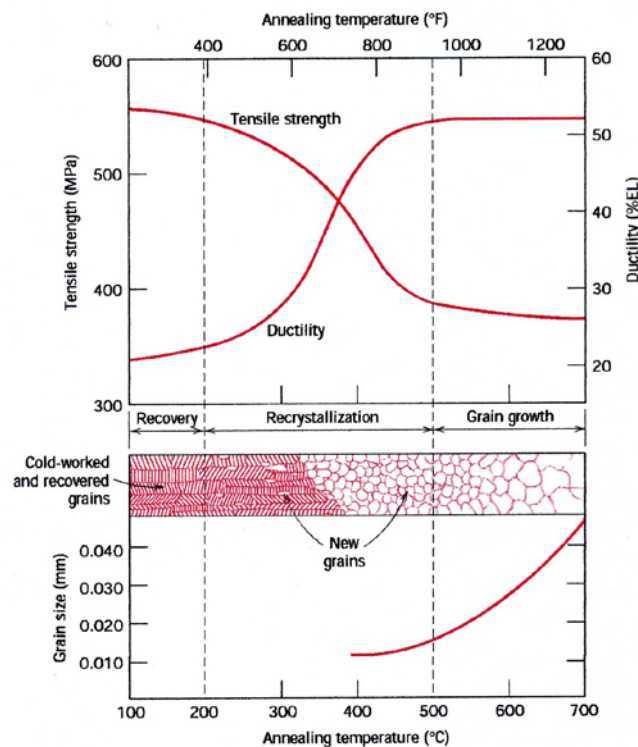 Annealing temperature (°F)
400 600 800 1000 1200
600 60
Tensile strength
50
500
Tensile strength (MPa)
40
Ductility (%EL)
400 30
Ductility
20
300
Recovery Recrystallization Grain growth
Cold-worked
and recovered
grains
New
grains
0.040
0.030
Grain size (mm)
0.020
0.010
100 200 300 400 500 600 700
Annealing temperature (°C)